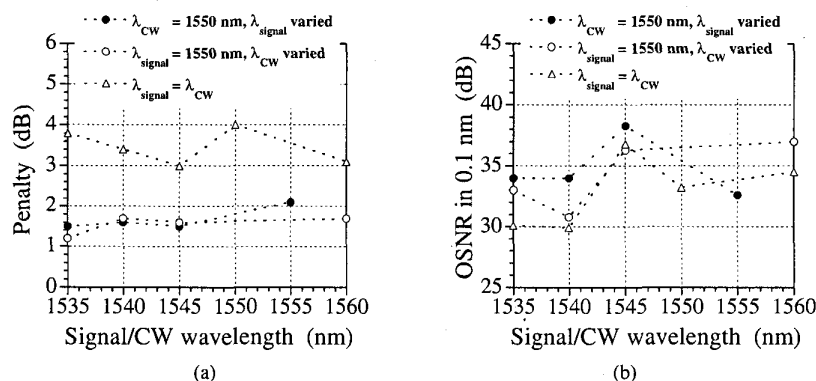 λCW = 1550 nm, λsignal varied
λsignal = 1550 nm, λCW varied
λsignal = λCW
6
5
4
3
2
1
0
Penalty (dB)
1535 1540 1545 1550 1555 1560
Signal/CW wavelength (nm)
(a)
λCW = 1550 nm, λsignal varied
λsignal = 1550 nm, λCW varied
λsignal = λCW
45
40
35
30
25
OSNR in 0.1 nm (dB)
1535 1540 1545 1550 1555 1560
Signal/CW wavelength (nm)
(b)